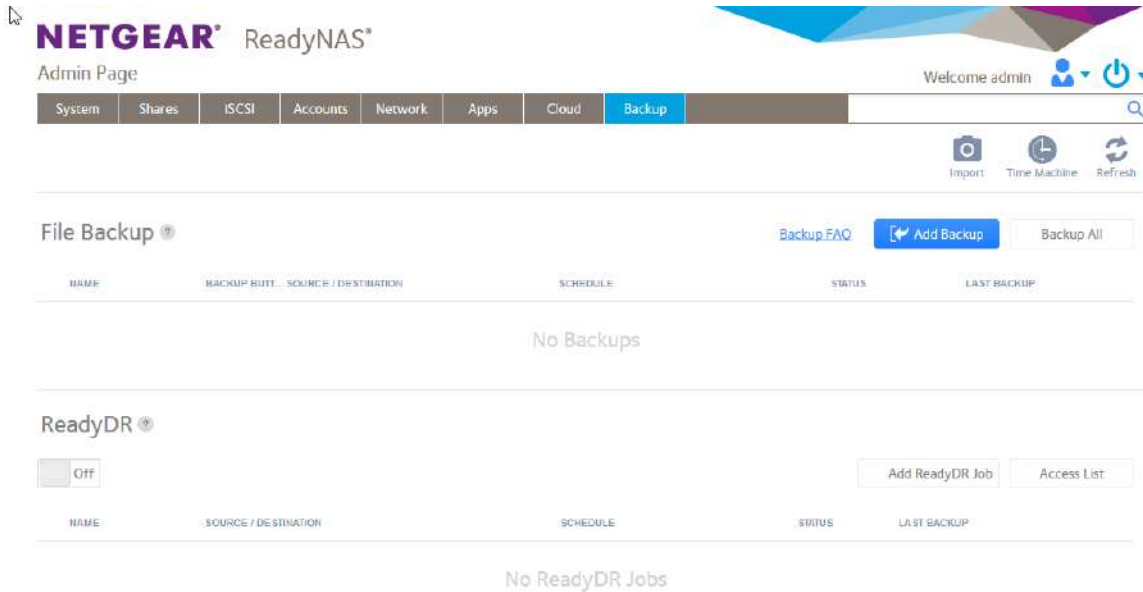 NETGEAR® ReadyNAS®
Admin Page
Welcome admin
System Shares iSCSI Accounts Network Apps Cloud Backup
Import Time Machine Refresh
File Backup ?
Backup FAQ Add Backup Backup All
NAME BACKUP BUTT... SOURCE / DESTINATION SCHEDULE STATUS LAST BACKUP
No Backups
ReadyDR ?
Off Add ReadyDR Job Access List
NAME SOURCE / DESTINATION SCHEDULE STATUS LAST BACKUP
No ReadyDR Jobs